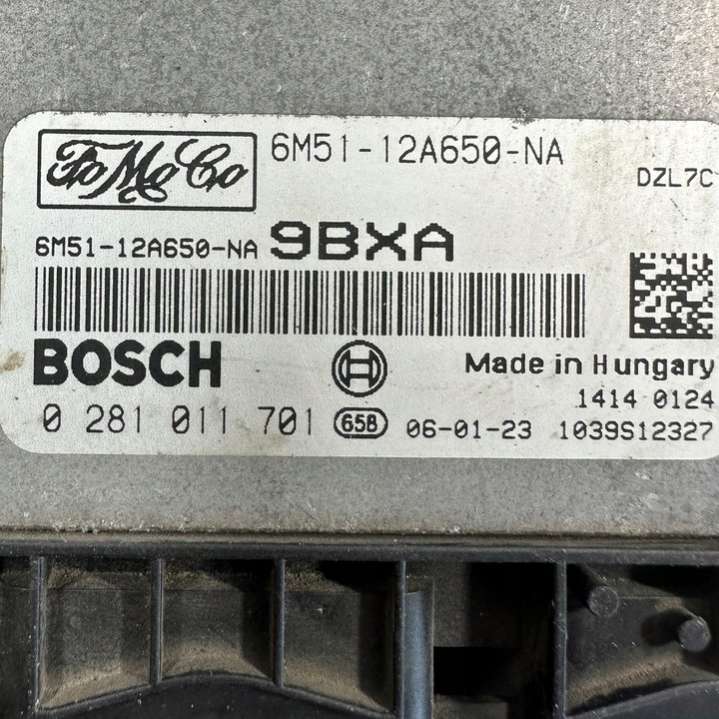 FoMoCo 6M51-12A650-NA
DZL7C
6M51-12A650-NA 9BXA
BOSCH Made in Hungary
1414 0124
0 281 011 701 65B 06-01-23 1039S12327